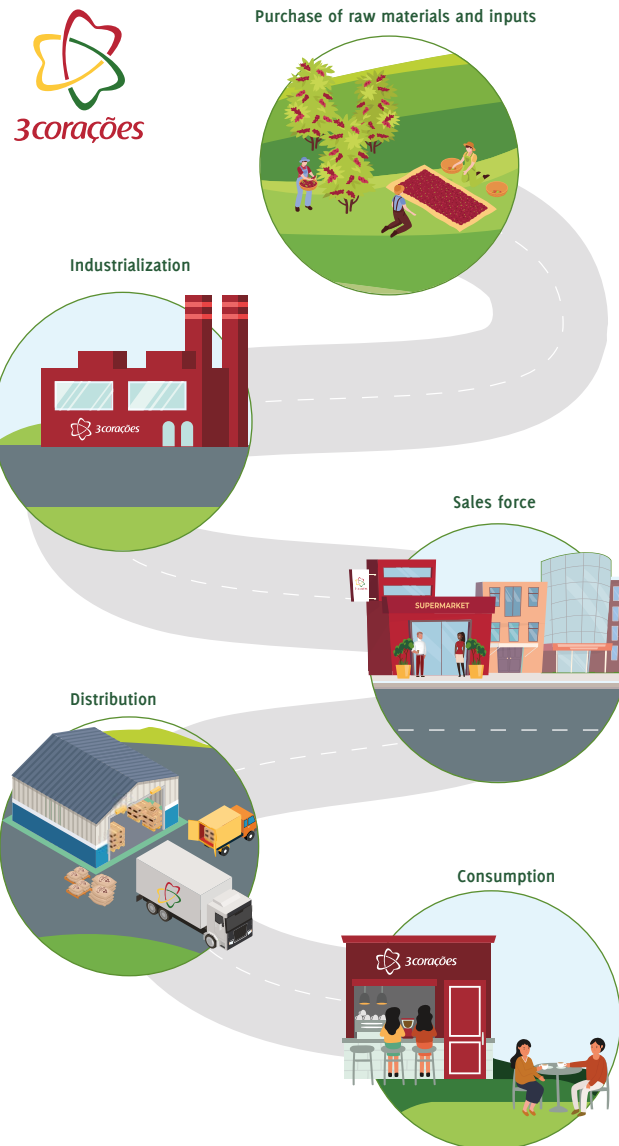 Purchase of raw materials and inputs
3corações
Industrialization
3corações
Sales force
SUPERMARKET
Distribution
Consumption
3corações